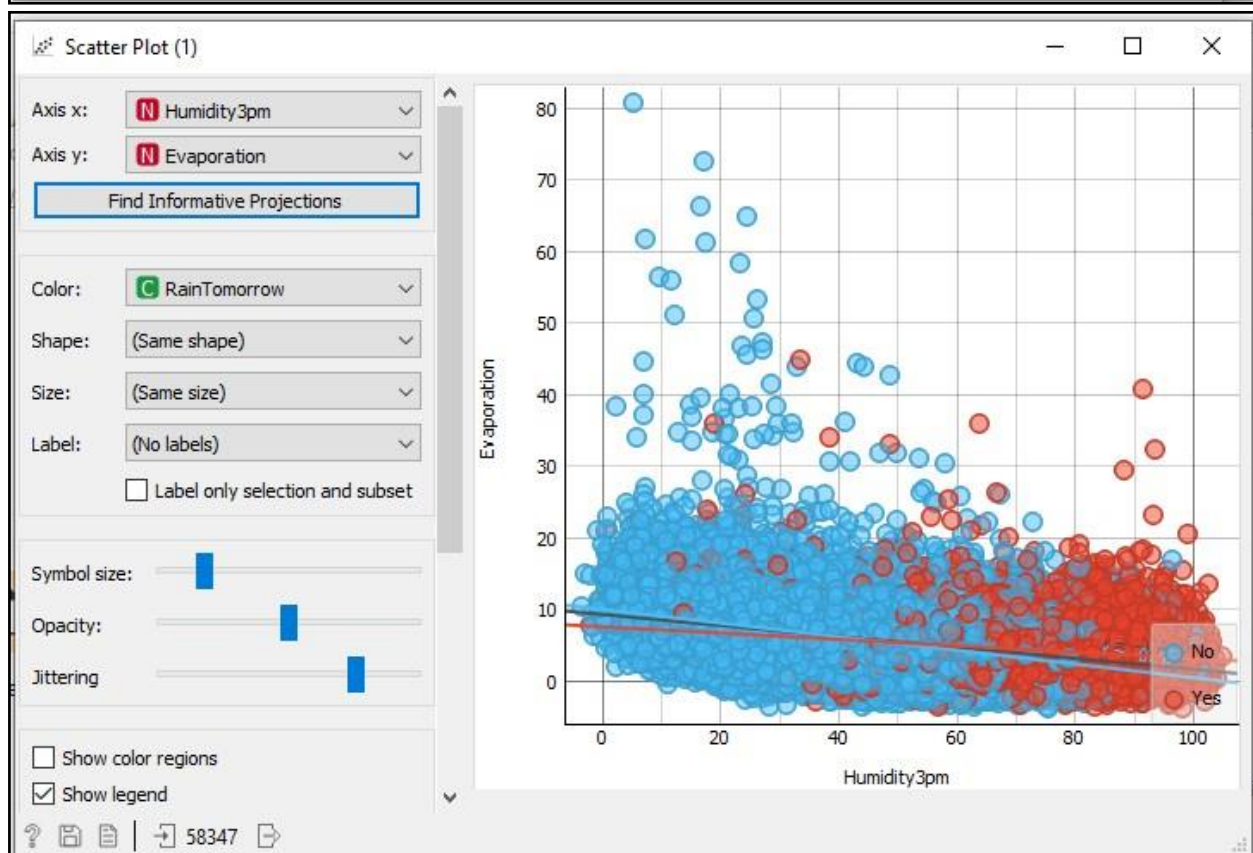 Scatter Plot (1)
Axis x: N Humidity3pm
Axis y: N Evaporation
Find Informative Projections
Color: C RainTomorrow
Shape: (Same shape)
Size: (Same size)
Label: (No labels)
Label only selection and subset
Symbol size:
Opacity:
Jittering
Show color regions
Show legend
? 58347
80
70
60
50
40
30
20
10
0
Evaporation
0 20 40 60 80 100
Humidity3pm
No
Yes